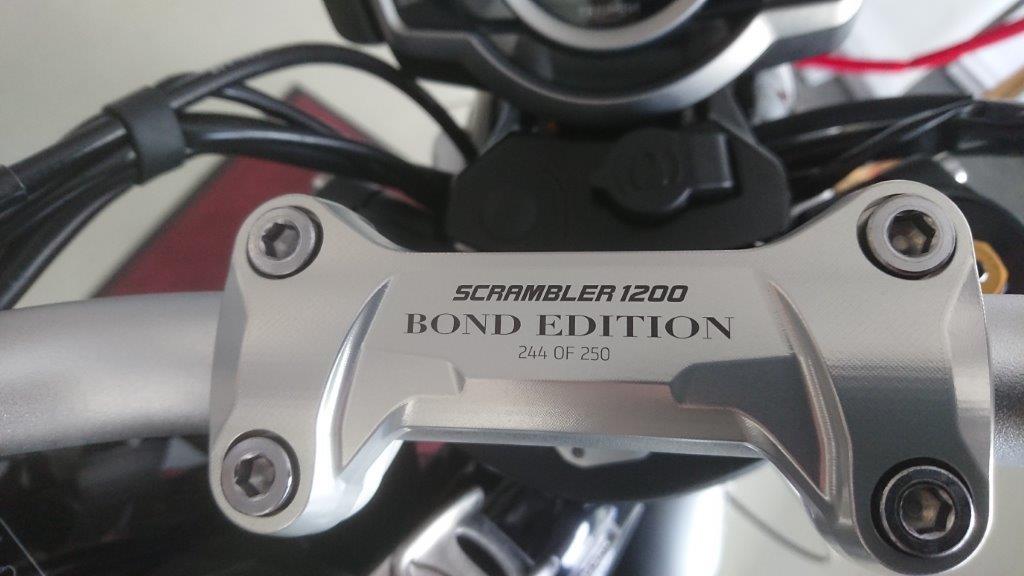 SCRAMBLER 1200
BOND EDITION
244 OF 250